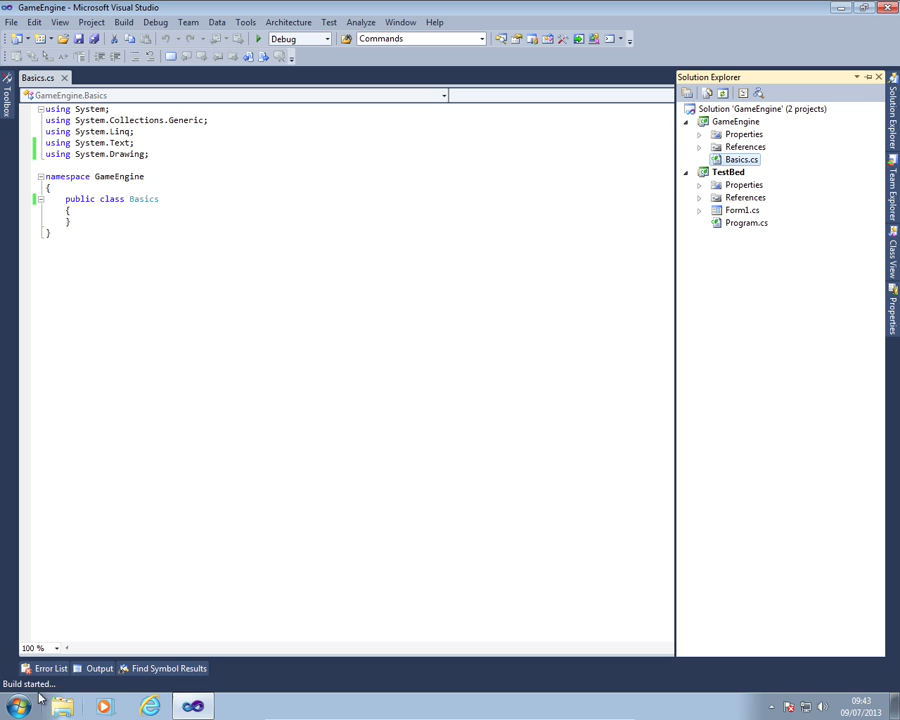 GameEngine - Microsoft Visual Studio
File Edit View Project Build Debug Team Data Tools Architecture Test Analyze Window Help
Debug Commands
Basics.cs
Solution Explorer
GameEngine.Basics
using System;
using System.Collections.Generic;
using System.Linq;
using System.Text;
using System.Drawing;
namespace GameEngine
{
public class Basics
{
}
}
Solution 'GameEngine' (2 projects)
GameEngine
Properties
References
Basics.cs
TestBed
Properties
References
Form1.cs
Program.cs
Toolbox
Solution Explorer
Team Explorer
Class View
Properties
100 %
Error List Output Find Symbol Results
Build started...
09:43
09/07/2013